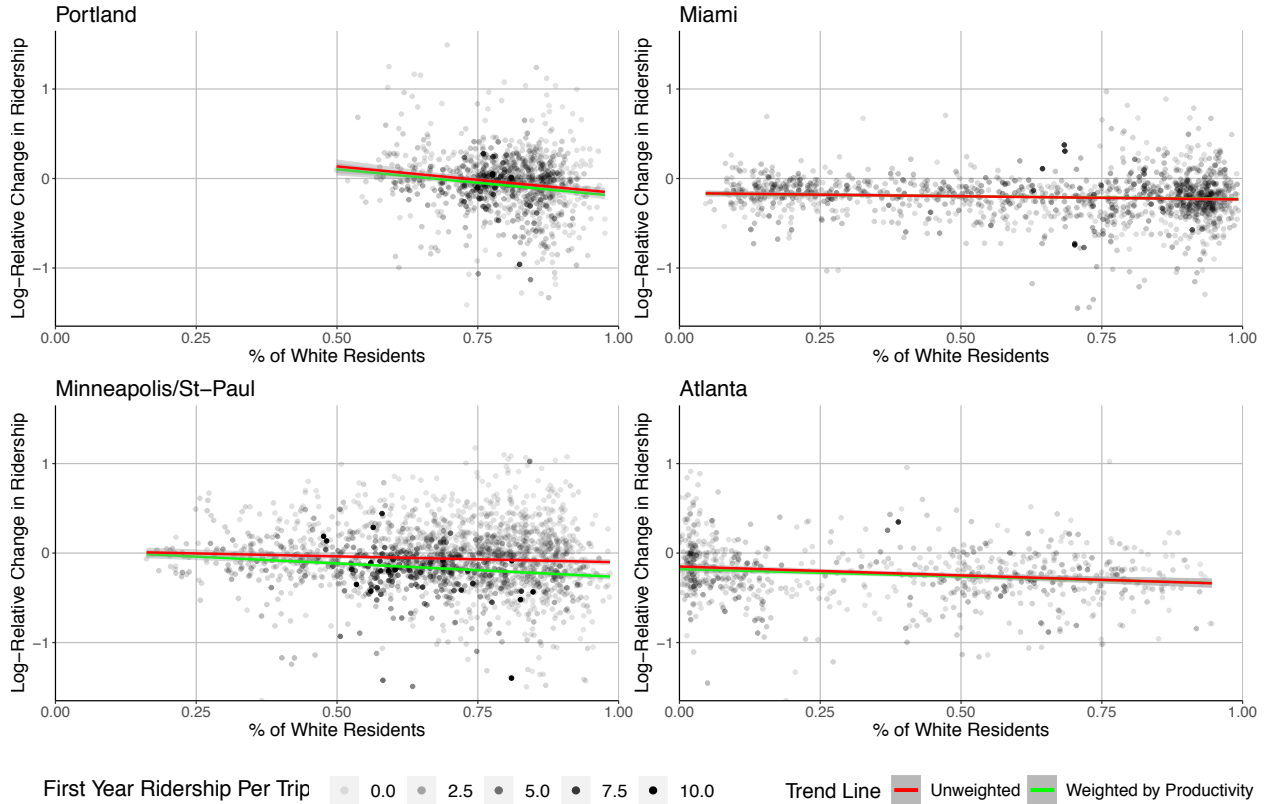 Portland
Log−Relative Change in Ridership
1
0
−1
0.00 0.25 0.50 0.75 1.00
% of White Residents
Miami
Log−Relative Change in Ridership
1
0
−1
0.00 0.25 0.50 0.75 1.00
% of White Residents
Minneapolis/St−Paul
Log−Relative Change in Ridership
1
0
−1
0.00 0.25 0.50 0.75 1.00
% of White Residents
Atlanta
Log−Relative Change in Ridership
1
0
−1
0.00 0.25 0.50 0.75 1.00
% of White Residents
First Year Ridership Per Trip 0.0 2.5 5.0 7.5 10.0
Trend Line Unweighted Weighted by Productivity